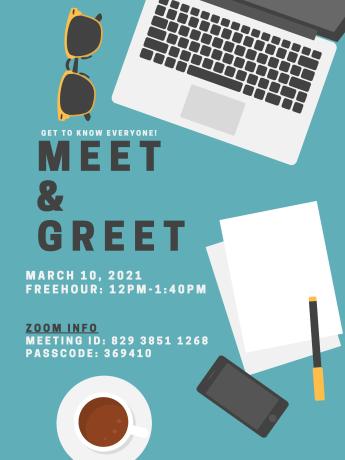 GET TO KNOW EVERYONE!
MEET
&
GREET
MARCH 10, 2021
FREEHOUR: 12PM-1:40PM
ZOOM INFO
MEETING ID: 829 3851 1268
PASSCODE: 369410